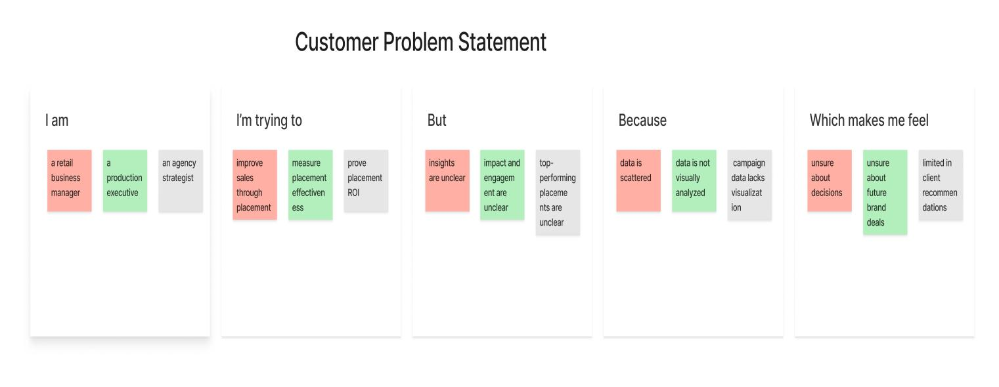 Customer Problem Statement
I am
a retail
business
manager
a
production
executive
an agency
strategist
I'm trying to
improve
sales
through
placement
measure
placement
effectiven
ess
prove
placement
ROI
But
insights
are unclear
impact and
engagem
ent are
unclear
top-
performing
placeme
nts are
unclear
Because
data is
scattered
data is not
visually
analyzed
campaign
data lacks
visualizat
ion
Which makes me feel
unsure
about
decisions
unsure
about
future
brand
deals
limited in
client
recommen
dations